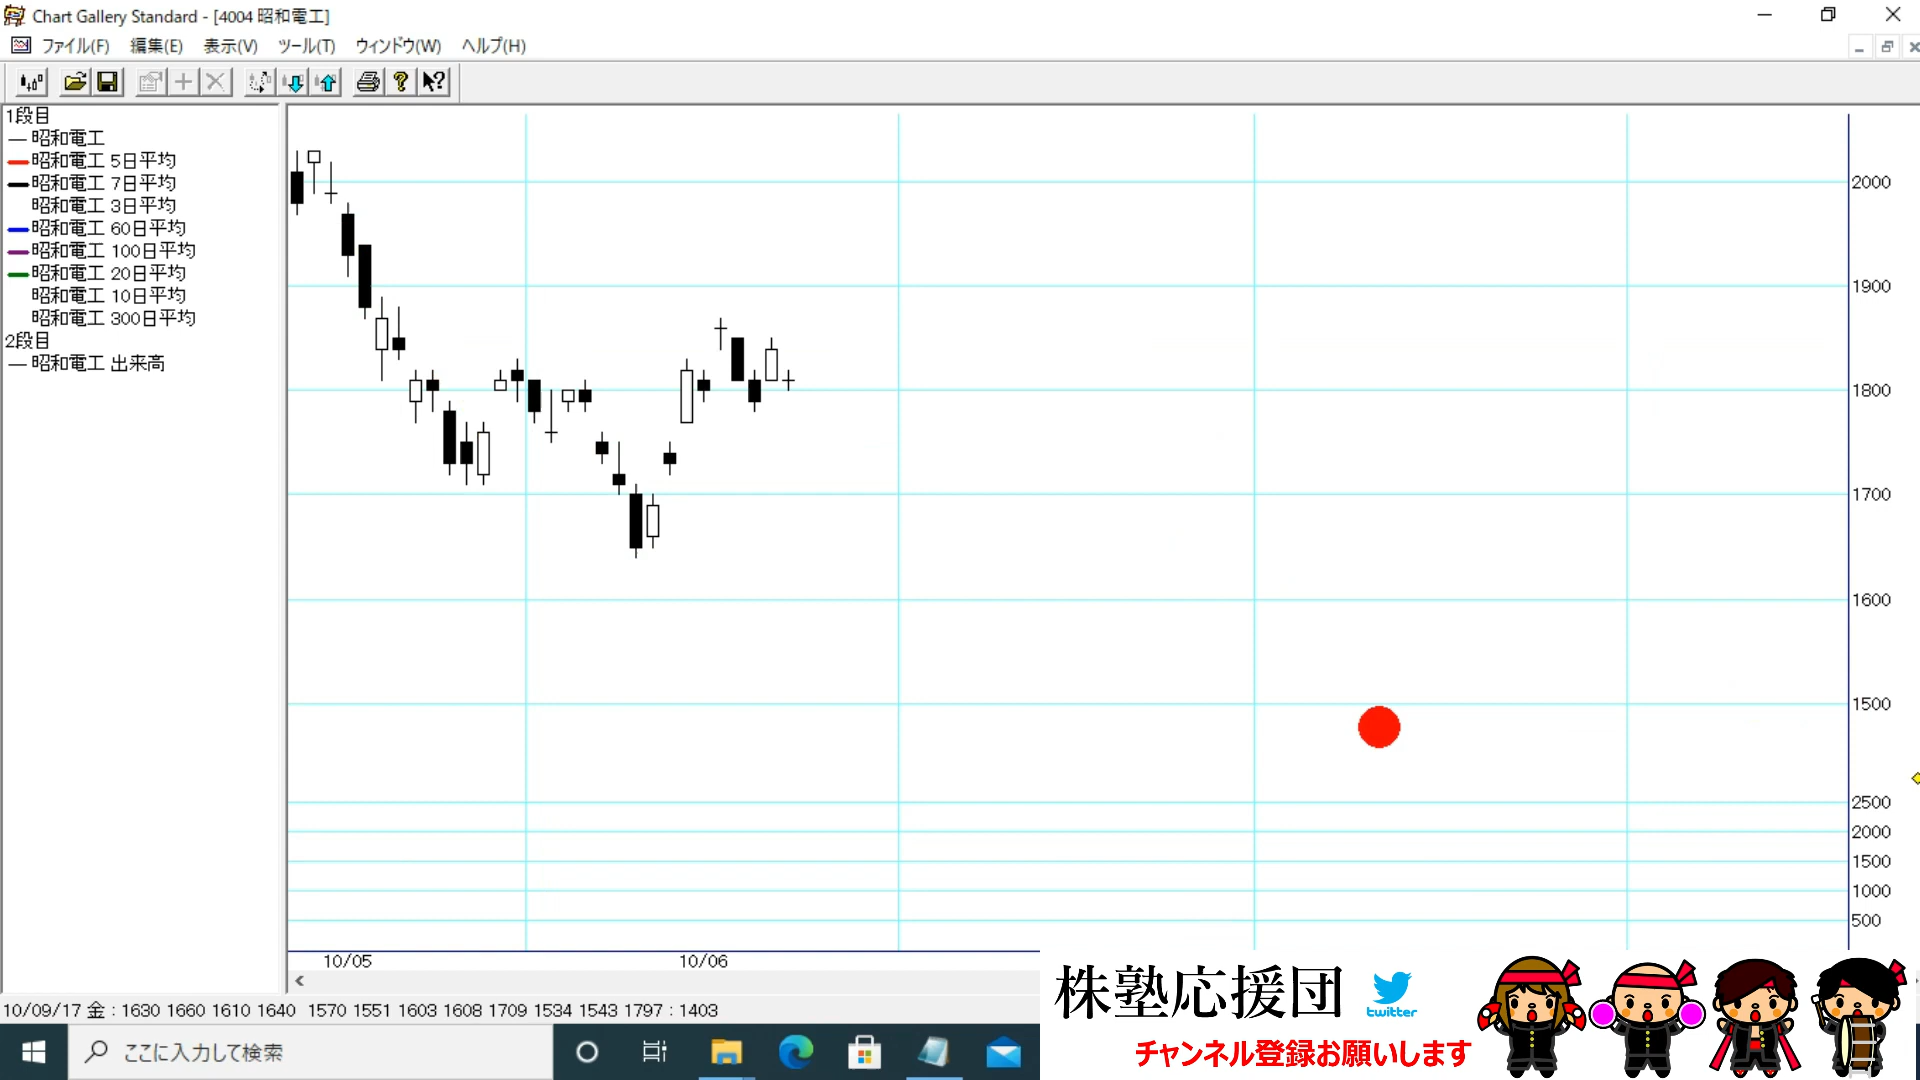 Chart Gallery Standard - [4004 昭和電工]
ファイル(F) 編集(E) 表示(V) ツール(T) ウィンドウ(W) ヘルプ(H)
1段目
昭和電工
昭和電工 5日平均
昭和電工 7日平均
昭和電工 3日平均
昭和電工 60日平均
昭和電工 100日平均
昭和電工 20日平均
昭和電工 10日平均
昭和電工 300日平均
2段目
昭和電工 出来高
2000
1900
1800
1700
1600
1500
2500
2000
1500
1000
500
10/05 10/06
10/09/17 金 : 1630 1660 1610 1640 1570 1551 1603 1608 1709 1534 1543 1797 : 1403
ここに入力して検索
株塾応援団
twitter
チャンネル登録お願いします